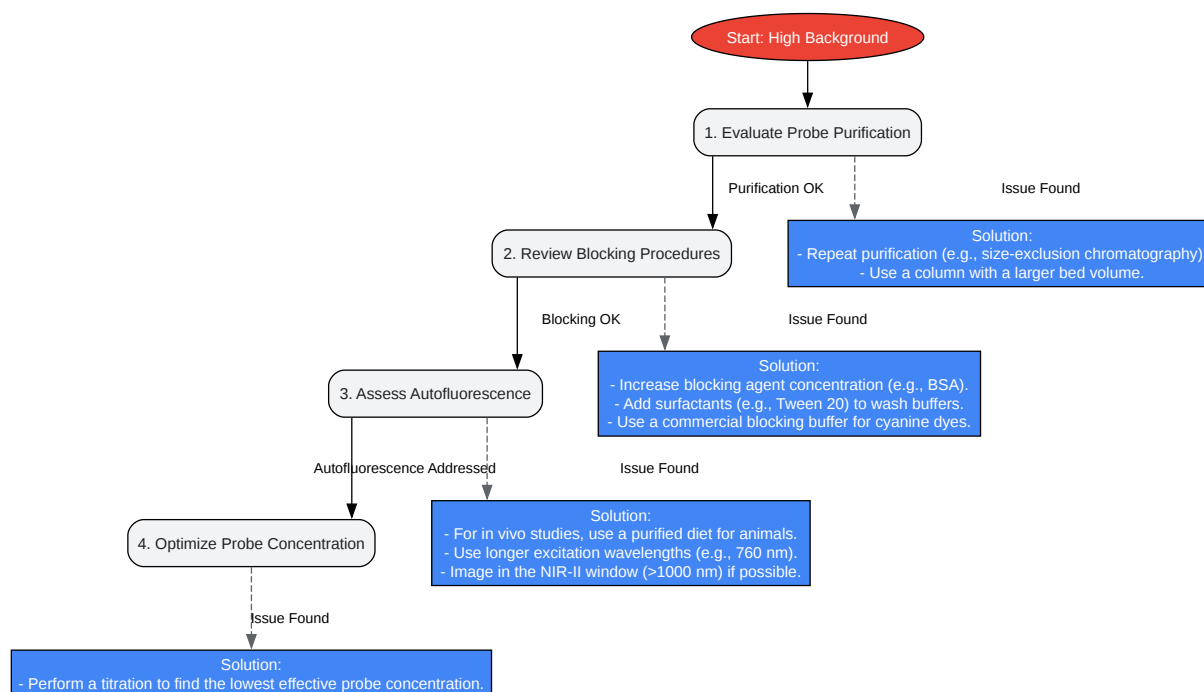 Start: High Background
1. Evaluate Probe Purification
Purification OK
Issue Found
Solution:
- Repeat purification (e.g., size-exclusion chromatography)
- Use a column with a larger bed volume.
2. Review Blocking Procedures
Blocking OK
Issue Found
Solution:
- Increase blocking agent concentration (e.g., BSA).
- Add surfactants (e.g., Tween 20) to wash buffers.
- Use a commercial blocking buffer for cyanine dyes.
3. Assess Autofluorescence
Autofluorescence Addressed
Issue Found
Solution:
- For in vivo studies, use a purified diet for animals.
- Use longer excitation wavelengths (e.g., 760 nm).
- Image in the NIR-II window (>1000 nm) if possible.
4. Optimize Probe Concentration
Issue Found
Solution:
- Perform a titration to find the lowest effective probe concentration.